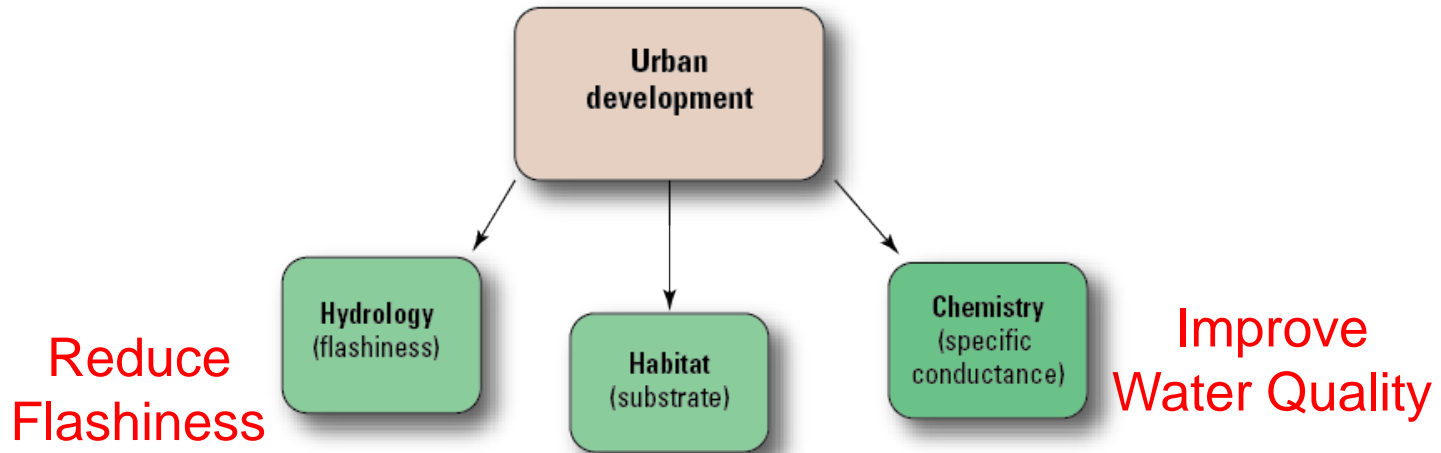 Urban
development
Hydrology
(flashiness)
Reduce
Flashiness
Habitat
(substrate)
Chemistry
(specific
conductance)
Improve
Water Quality